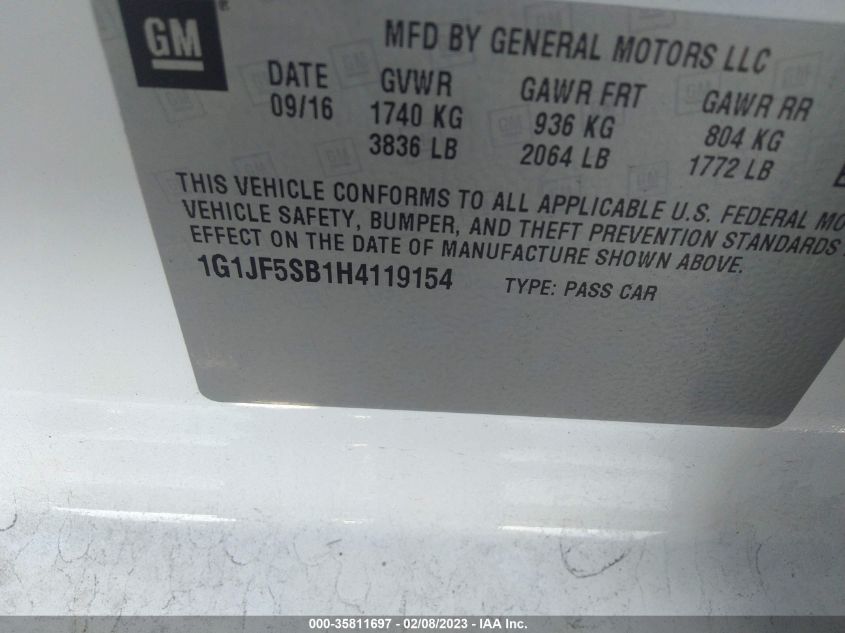 GM
MFD BY GENERAL MOTORS LLC
DATE GVWR GAWR FRT GAWR RR
09/16 1740 KG 936 KG 804 KG
3836 LB 2064 LB 1772 LB
THIS VEHICLE CONFORMS TO ALL APPLICABLE U.S. FEDERAL
VEHICLE SAFETY, BUMPER, AND THEFT PREVENTION STANDARDS
EFFECT ON THE DATE OF MANUFACTURE SHOWN ABOVE.
1G1JF5SB1H4119154 TYPE: PASS CAR
000-35811697 - 02/08/2023 - © IAA Inc.